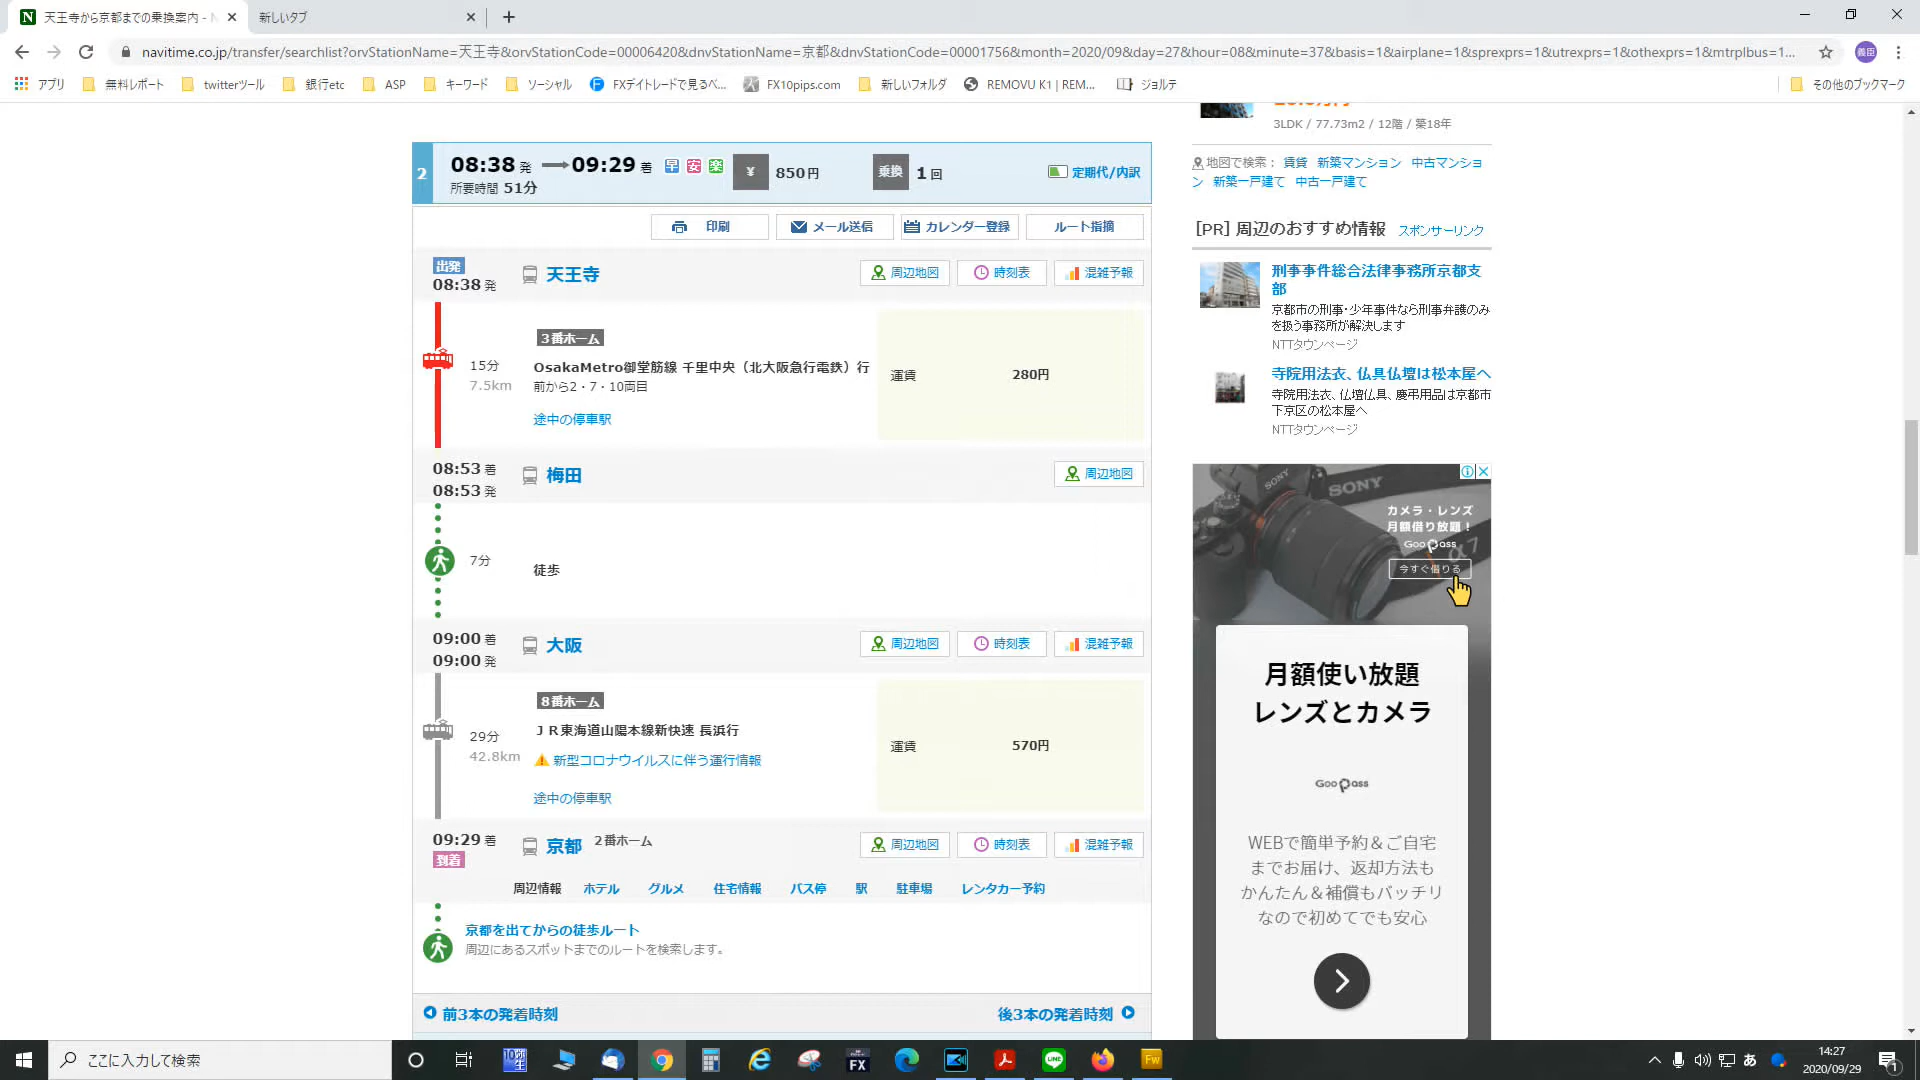 天王寺から京都までの乗換案内 - N
新しいタブ
navitime.co.jp/transfer/searchlist?orvStationName=天王寺&orvStationCode=00006420&dnvStationName=京都&dnvStationCode=00001756&month=2020/09&day=27&hour=08&minute=37&basis=1&airplane=1&sprexprs=1&utrexprs=1&othexprs=1&mtrplbus=1...
義臣
アプリ 無料レポート twitterツール 銀行etc ASP キーワード ソーシャル FXデイトレードで見るべ... FX10pips.com 新しいフォルダ REMOVU K1 | REM... ジョルテ その他のブックマーク
2
08:38 発 09:29 着 早 安 楽 ¥ 850円 乗換 1回 定期代/内訳
所要時間 51分
印刷 メール送信 カレンダー登録 ルート指摘
出発
08:38 発 天王寺 周辺地図 時刻表 混雑予報
3番ホーム
15分 OsakaMetro御堂筋線 千里中央（北大阪急行電鉄）行 運賃 280円
7.5km 前から2・7・10両目
途中の停車駅
08:53 着 梅田 周辺地図
08:53 発
7分 徒歩
09:00 着 大阪 周辺地図 時刻表 混雑予報
09:00 発
8番ホーム
29分 ＪＲ東海道山陽本線新快速 長浜行 運賃 570円
42.8km 新型コロナウイルスに伴う運行情報
途中の停車駅
09:29 着 京都 2番ホーム 周辺地図 時刻表 混雑予報
到着
周辺情報 ホテル グルメ 住宅情報 バス停 駅 駐車場 レンタカー予約
京都を出てからの徒歩ルート
周辺にあるスポットまでのルートを検索します。
前3本の発着時刻 後3本の発着時刻
3LDK / 77.73m2 / 12階 / 築18年
地図で検索： 賃貸 新築マンション 中古マンショ
ン 新築一戸建て 中古一戸建て
[PR] 周辺のおすすめ情報 スポンサーリンク
刑事事件総合法律事務所京都支
部
京都市の刑事・少年事件なら刑事弁護のみ
を扱う事務所が解決します
NTTタウンページ
寺院用法衣、仏具仏壇は松本屋へ
寺院用法衣、仏壇仏具、慶弔用品は京都市
下京区の松本屋へ
NTTタウンページ
SONY
SONY
カメラ・レンズ
月額借り放題！
GooPass
α7
今すぐ借りる
月額使い放題
レンズとカメラ
GooPass
WEBで簡単予約＆ご自宅
までお届け、返却方法も
かんたん＆補償もバッチリ
なので初めてでも安心
ここに入力して検索
FX
LINE
Fw
あ
14:27
2020/09/29
1